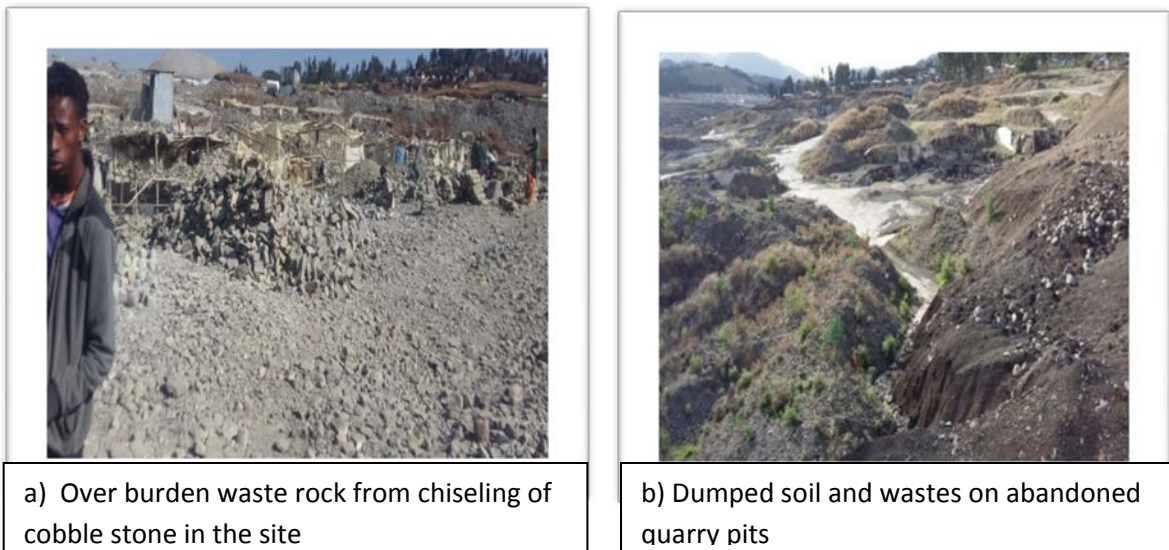 a) Over burden waste rock from chiseling of
cobble stone in the site
b) Dumped soil and wastes on abandoned
quarry pits